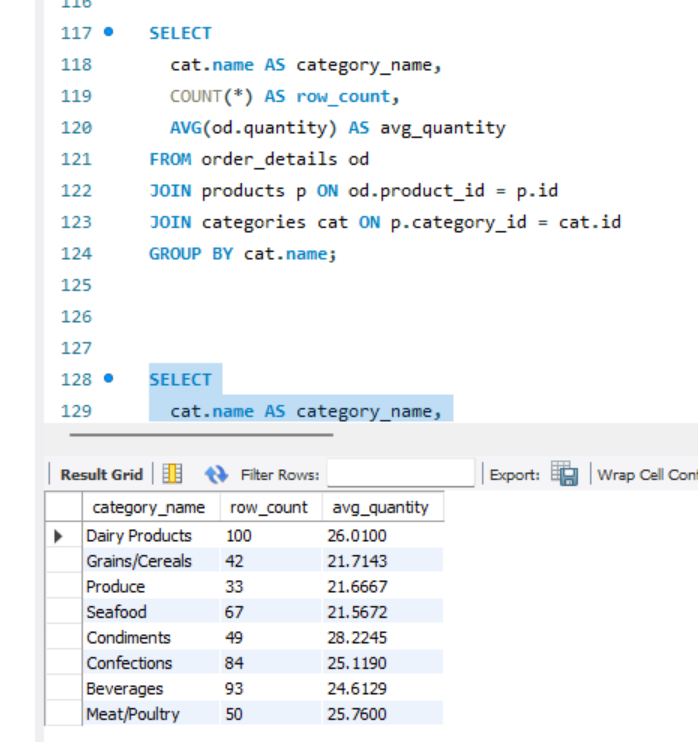 116
117 SELECT
118 cat.name AS category_name,
119 COUNT(*) AS row_count,
120 AVG(od.quantity) AS avg_quantity
121 FROM order_details od
122 JOIN products p ON od.product_id = p.id
123 JOIN categories cat ON p.category_id = cat.id
124 GROUP BY cat.name;
125
126
127
128 SELECT
129 cat.name AS category_name,
Result Grid Filter Rows: Export: Wrap Cell
category_name row_count avg_quantity
Dairy Products 100 26.0100
Grains/Cereals 42 21.7143
Produce 33 21.6667
Seafood 67 21.5672
Condiments 49 28.2245
Confections 84 25.1190
Beverages 93 24.6129
Meat/Poultry 50 25.7600